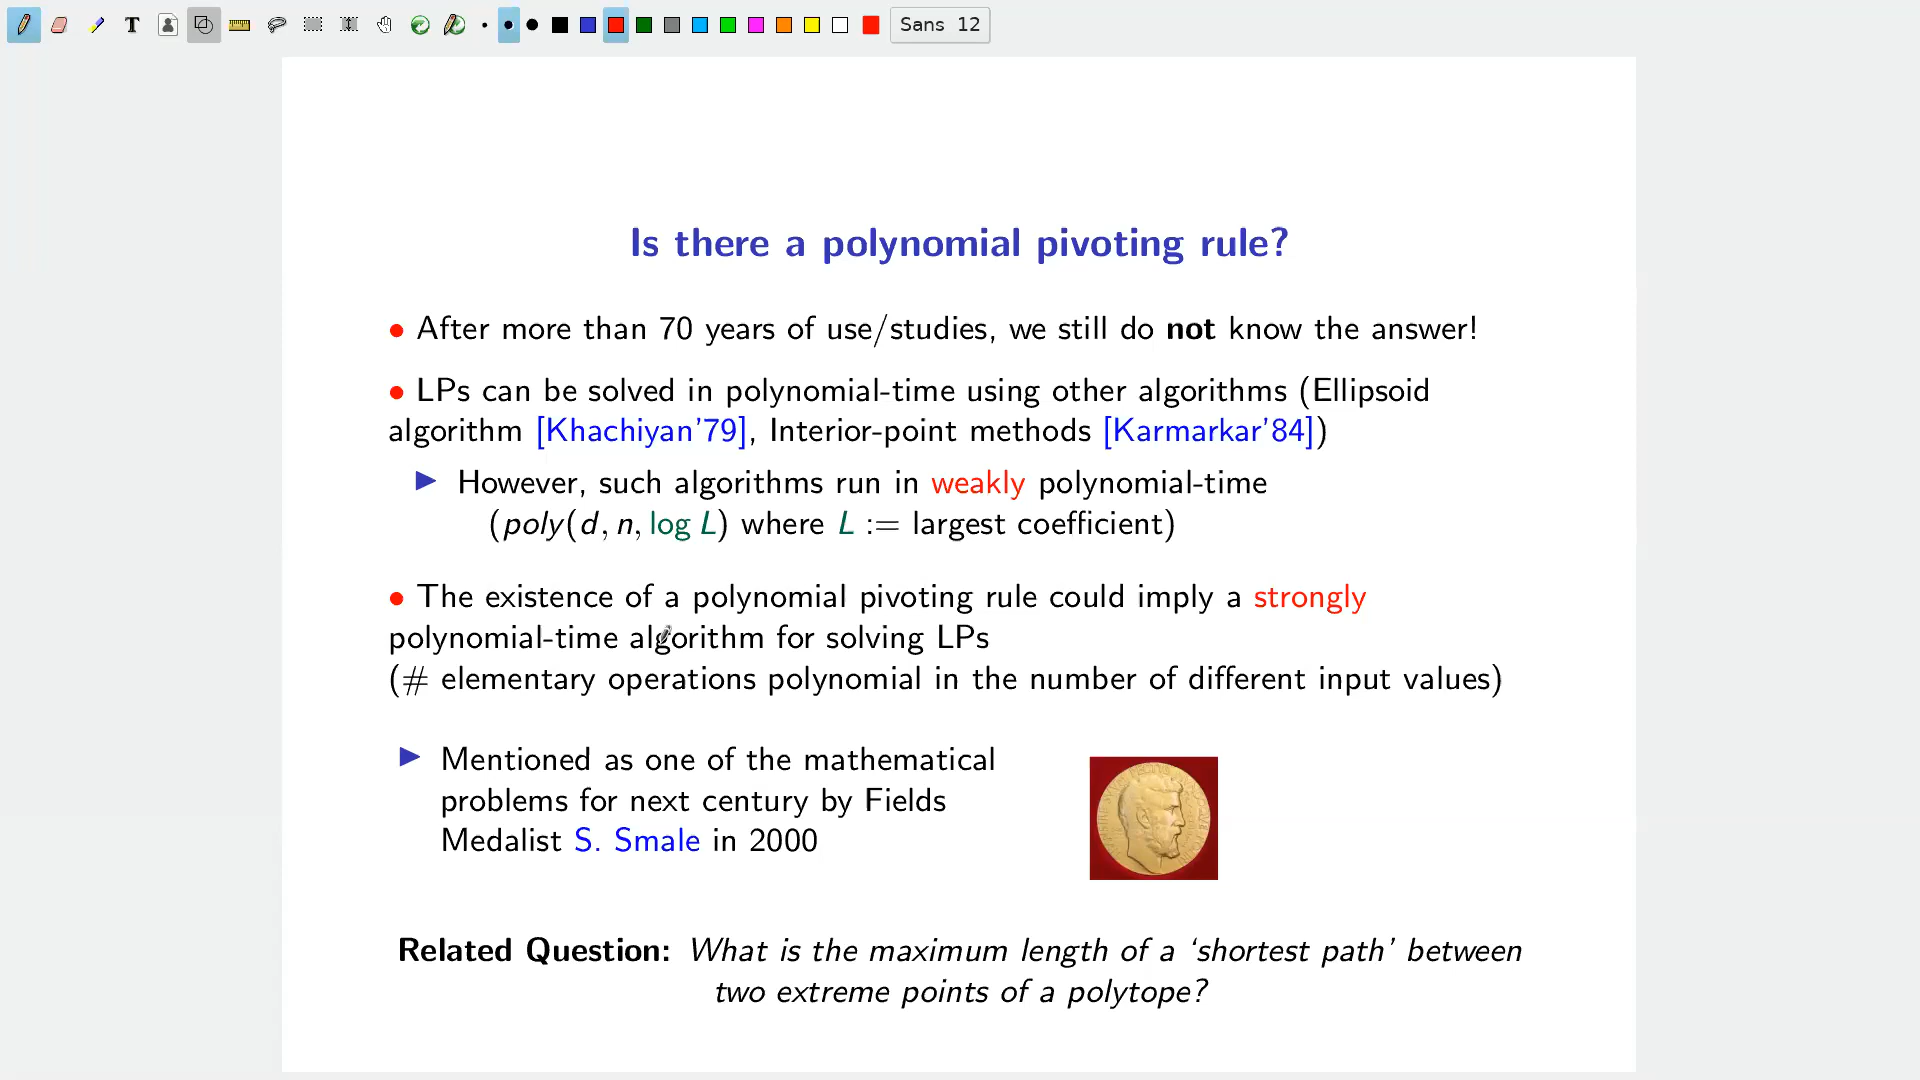 T
Sans 12
Is there a polynomial pivoting rule?
• After more than 70 years of use/studies, we still do not know the answer!
• LPs can be solved in polynomial-time using other algorithms (Ellipsoid
algorithm [Khachiyan'79], Interior-point methods [Karmarkar'84])
▶ However, such algorithms run in weakly polynomial-time
(poly(d, n, log L) where L := largest coefficient)
• The existence of a polynomial pivoting rule could imply a strongly
polynomial-time algorithm for solving LPs
(# elementary operations polynomial in the number of different input values)
▶ Mentioned as one of the mathematical
problems for next century by Fields
Medalist S. Smale in 2000
Related Question: What is the maximum length of a ‘shortest path’ between
two extreme points of a polytope?